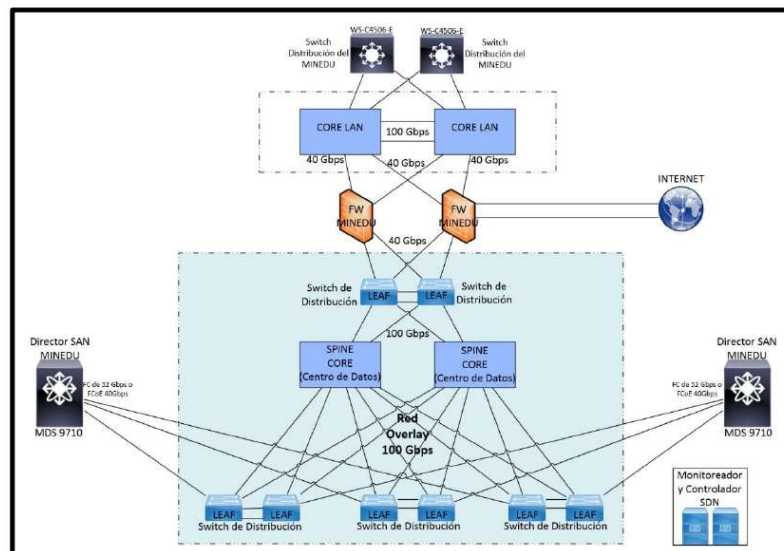 WS-C4506-E
WS-C4506-E
Switch
Distribución del
MINEDU
Switch
Distribución del
MINEDU
CORE LAN
100 Gbps
CORE LAN
40 Gbps
40 Gbps
40 Gbps
FW
MINEDU
FW
MINEDU
INTERNET
40 Gbps
Switch de
Distribución
LEAF
LEAF
Switch de
Distribución
100 Gbps
SPINE
CORE
(Centro de Datos)
SPINE
CORE
(Centro de Datos)
Director SAN
MINEDU
FC de 32 Gbps o
FCoE 40Gbps
MDS 9710
Director SAN
MINEDU
FC de 32 Gbps o
FCoE 40Gbps
MDS 9710
Red
Overlay
100 Gbps
LEAF
LEAF
Switch de Distribución
LEAF
LEAF
Switch de Distribución
LEAF
LEAF
Switch de Distribución
Monitoreador
y Controlador
SDN